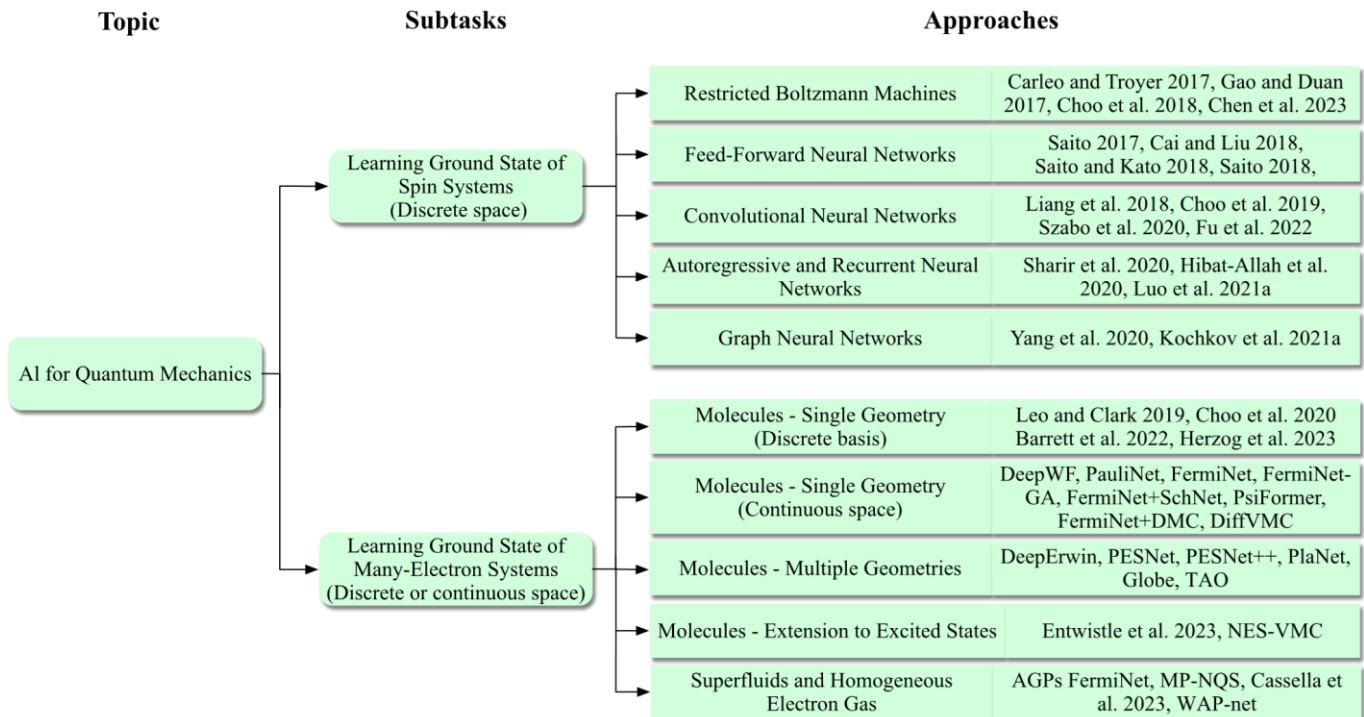 Topic
Subtasks
Approaches
AI for Quantum Mechanics
Learning Ground State of
Spin Systems
(Discrete space)
Restricted Boltzmann Machines
Carleo and Troyer 2017, Gao and Duan
2017, Choo et al. 2018, Chen et al. 2023
Feed-Forward Neural Networks
Saito 2017, Cai and Liu 2018,
Saito and Kato 2018, Saito 2018,
Convolutional Neural Networks
Liang et al. 2018, Choo et al. 2019,
Szabo et al. 2020, Fu et al. 2022
Autoregressive and Recurrent Neural
Networks
Sharir et al. 2020, Hibat-Allah et al.
2020, Luo et al. 2021a
Graph Neural Networks
Yang et al. 2020, Kochkov et al. 2021a
Learning Ground State of
Many-Electron Systems
(Discrete or continuous space)
Molecules - Single Geometry
(Discrete basis)
Leo and Clark 2019, Choo et al. 2020
Barrett et al. 2022, Herzog et al. 2023
Molecules - Single Geometry
(Continuous space)
DeepWF, PauliNet, FermiNet, FermiNet-
GA, FermiNet+SchNet, PsiFormer,
FermiNet+DMC, DiffVMC
Molecules - Multiple Geometries
DeepErwin, PESNet, PESNet++, PlaNet,
Globe, TAO
Molecules - Extension to Excited States
Entwistle et al. 2023, NES-VMC
Superfluids and Homogeneous
Electron Gas
AGPs FermiNet, MP-NQS, Cassella et
al. 2023, WAP-net